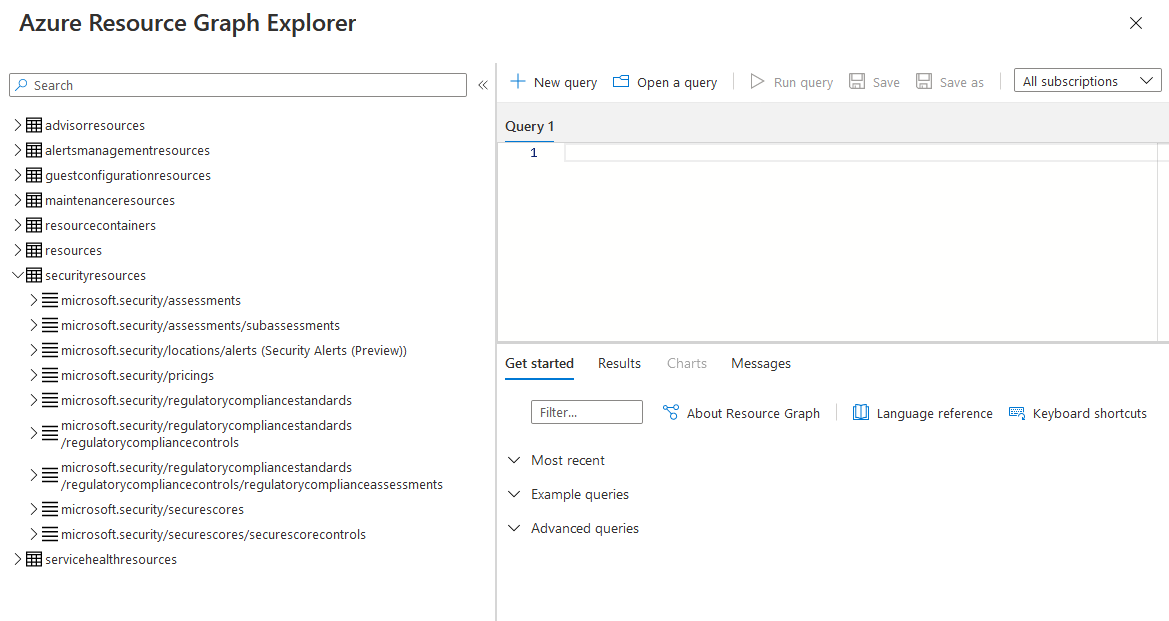 Azure Resource Graph Explorer
Search
advisorresources
alertsmanagementresources
guestconfigurationresources
maintenanceresources
resourcecontainers
resources
securityresources
microsoft.security/assessments
microsoft.security/assessments/subassessments
microsoft.security/locations/alerts (Security Alerts (Preview))
microsoft.security/pricings
microsoft.security/regulatorycompliancestandards
microsoft.security/regulatorycompliancestandards
/regulatorycompliancecontrols
microsoft.security/regulatorycompliancestandards
/regulatorycompliancecontrols/regulatorycomplianceassessments
microsoft.security/securescores
microsoft.security/securescores/securescorecontrols
servicehealthresources
New query Open a query Run query Save Save as All subscriptions
Query 1
1
Get started Results Charts Messages
Filter... About Resource Graph Language reference Keyboard shortcuts
Most recent
Example queries
Advanced queries